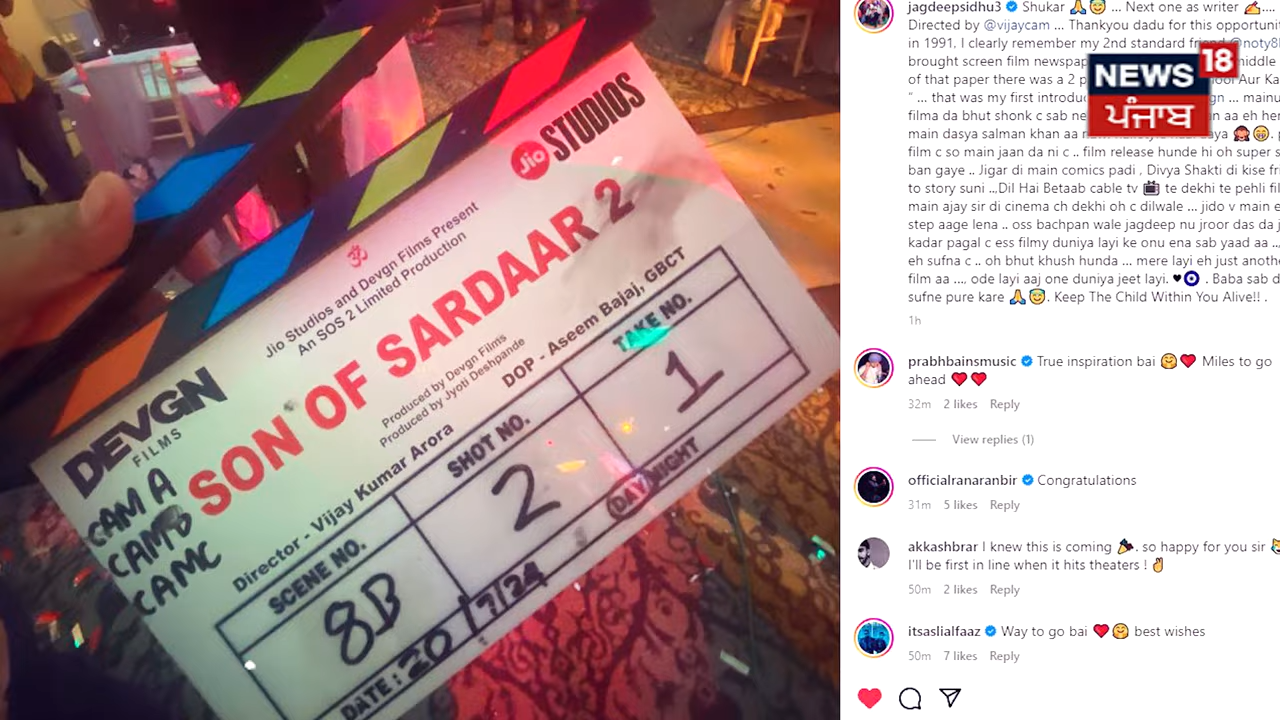 Jio STUDIOS
ॐ
Jio Studios and Devgn Films Present
An SOS 2 Limited Production
SON OF SARDAAR 2
Produced by Devgn Films
Produced by Jyoti Deshpande
DEVGN
FILMS
Director - Vijay Kumar Arora
DOP - Aseem Bajaj, GBCT
CAM A
CAM B
CAM C
SCENE NO.
8B
SHOT NO.
2
TAKE NO.
1
DAY NIGHT
DATE: 20/7/24
NEWS 18
ਪੰਜਾਬ
jagdeepsidhu3 Shukar 🙏😇 ... Next one as writer ✍️....
Directed by @vijaycam ... Thankyou dadu for this opportuni
in 1991, I clearly remember my 2nd standard
brought screen film newspap middle
of that paper there was a 2 Aur Ka
“ ... that was my first introduc mainu
filma da bhut shonk c sab ne aa eh her
main dasya salman khan aa
film c so main jaan da ni c .. film release hunde hi oh super s
ban gaye .. Jigar di main comics padi , Divya Shakti di kise fri
to story suni ...Dil Hai Betaab cable tv 📺 te dekhi te pehli fil
main ajay sir di cinema ch dekhi oh c dilwale ... jido v main e
step aage lena .. oss bachpan wale jagdeep nu jroor das da j
kadar pagal c ess filmy duniya layi ke onu ena sab yaad aa ..
eh sufna c .. oh bhut khush hunda ... mere layi eh just anothe
film aa .... ode layi aaj one duniya jeet layi. ♥️🧿 . Baba sab d
sufne pure kare 🙏😇. Keep The Child Within You Alive!! .
1h
prabhbainsmusic True inspiration bai 🤗❤️ Miles to go
ahead ❤️❤️
32m 2 likes Reply
View replies (1)
officialranaranbir Congratulations
31m 5 likes Reply
akkashbrar I knew this is coming 🎉. so happy for you sir
I'll be first in line when it hits theaters ! ✌️
50m 2 likes Reply
itsaslialfaaz Way to go bai ❤️🤗 best wishes
50m 7 likes Reply